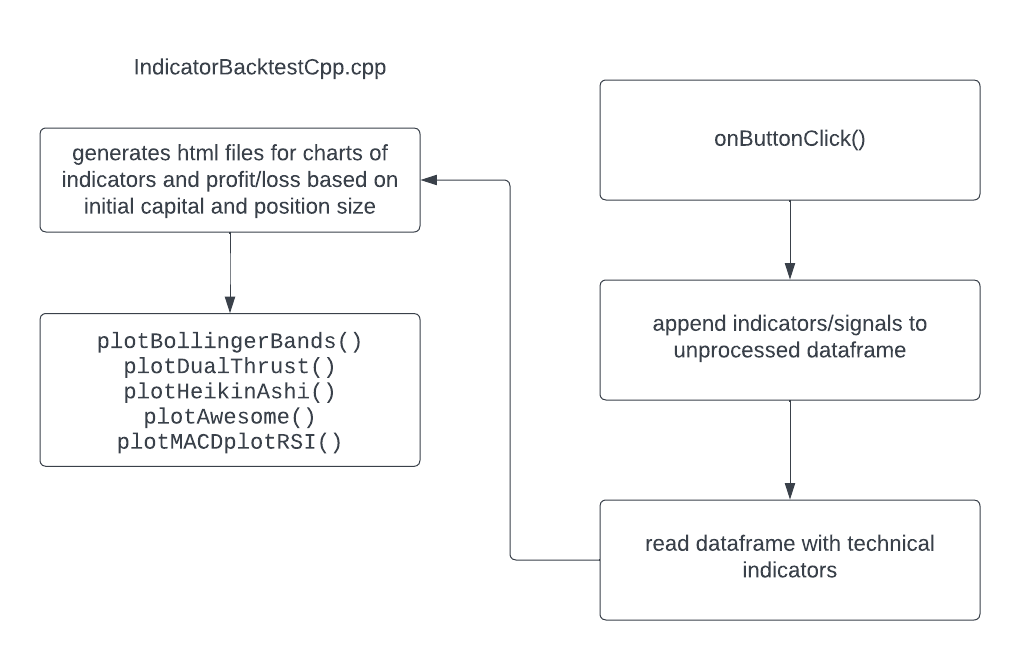 IndicatorBacktestCpp.cpp
generates html files for charts of
indicators and profit/loss based on
initial capital and position size
plotBollingerBands()
plotDualThrust()
plotHeikinAshi()
plotAwesome()
plotMACDplotRSI()
onButtonClick()
append indicators/signals to
unprocessed dataframe
read dataframe with technical
indicators